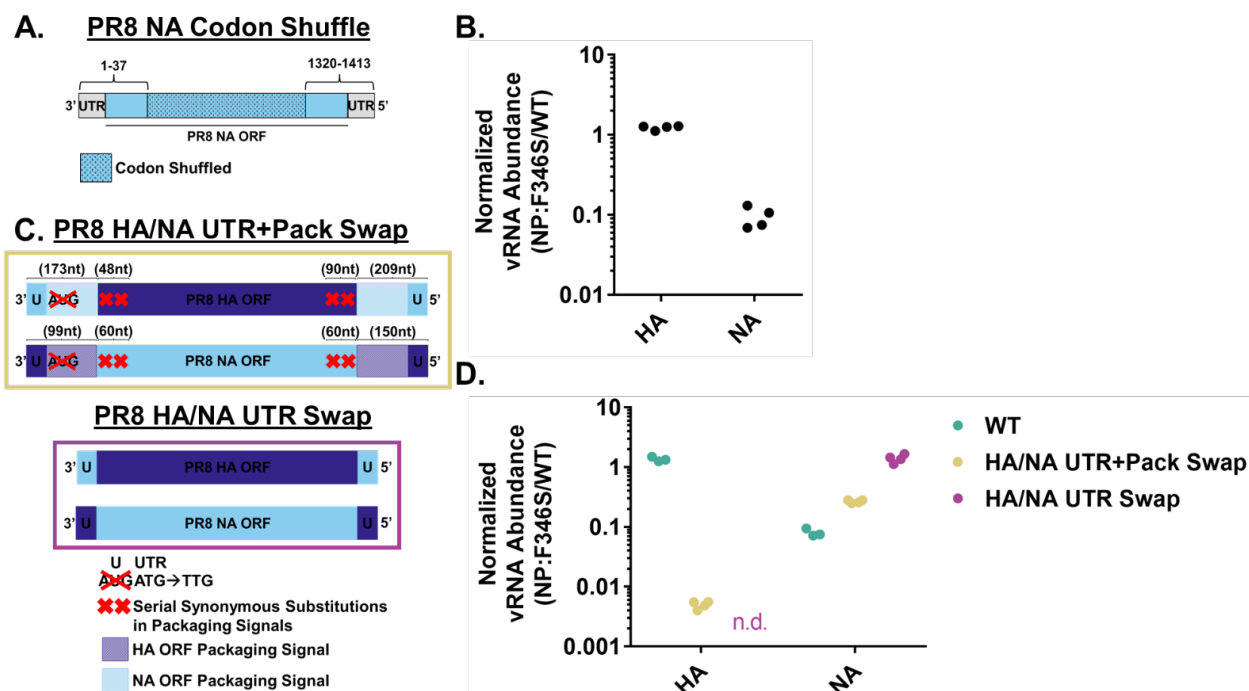 A. PR8 NA Codon Shuffle
1-37
1320-1413
3' UTR UTR 5'
PR8 NA ORF
Codon Shuffled
B.
Normalized
vRNA Abundance
(NP:F346S/WT)
10
1
0.1
0.01
HA NA
C. PR8 HA/NA UTR+Pack Swap
(173nt) (48nt) (90nt) (209nt)
3' U AUG PR8 HA ORF U 5'
(99nt) (60nt) (60nt) (150nt)
3' U AUG PR8 NA ORF U 5'
PR8 HA/NA UTR Swap
3' U PR8 HA ORF U 5'
3' U PR8 NA ORF U 5'
U UTR
AUG ATG→TTG
Serial Synonymous Substitutions
in Packaging Signals
HA ORF Packaging Signal
NA ORF Packaging Signal
D.
Normalized
vRNA Abundance
(NP:F346S/WT)
10
1
0.1
0.01
0.001
n.d.
HA NA
WT
HA/NA UTR+Pack Swap
HA/NA UTR Swap